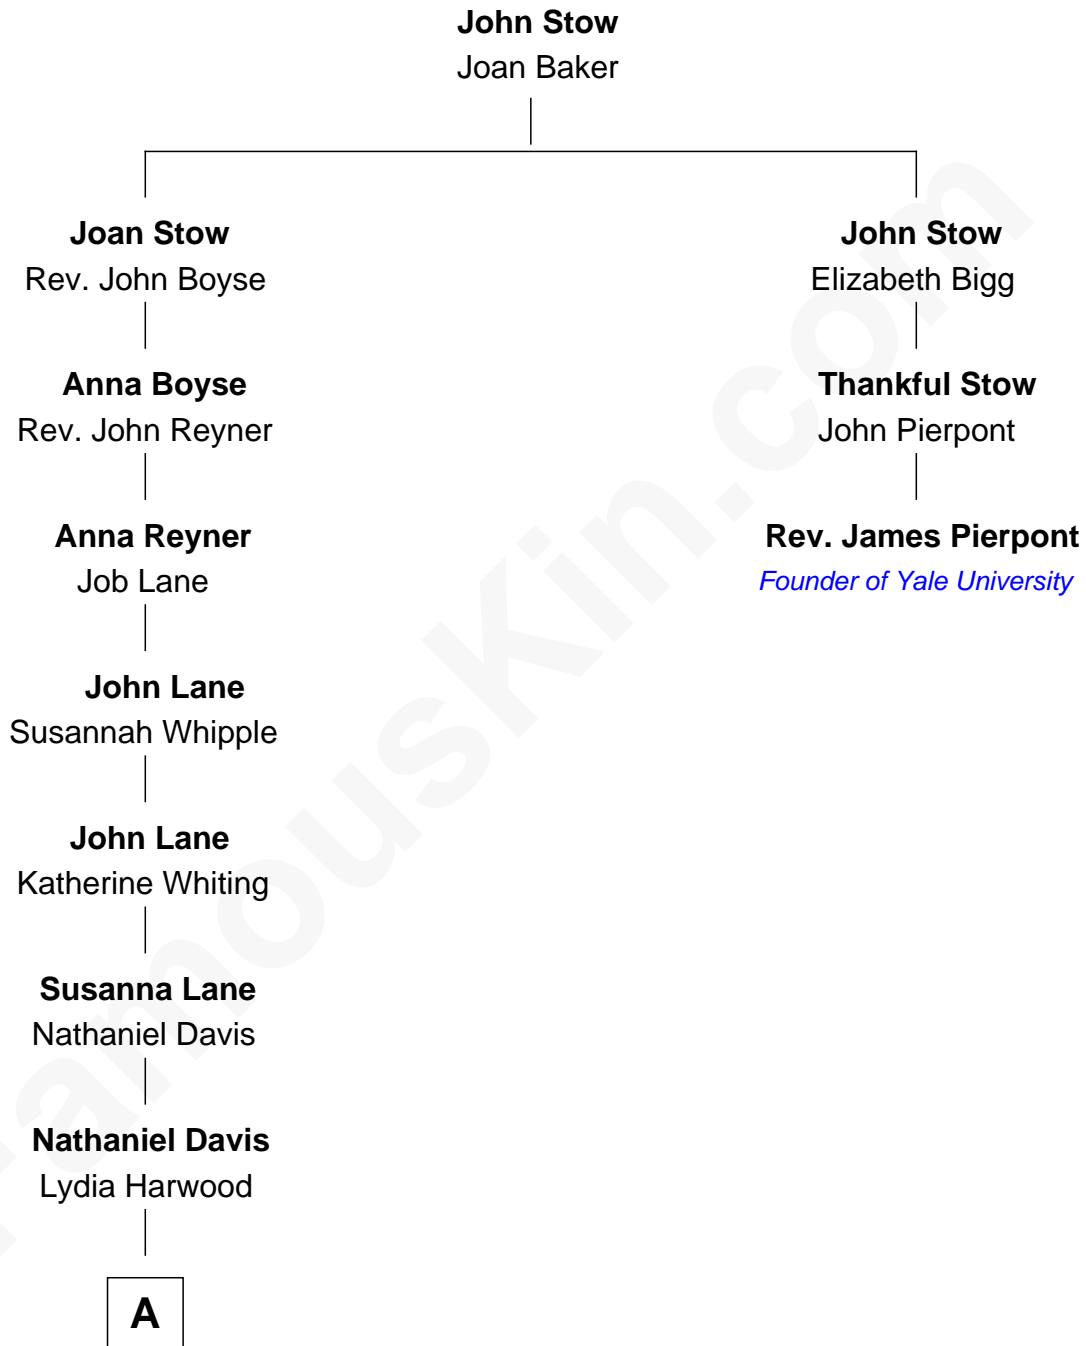 John Stow
Joan Baker
Joan Stow
Rev. John Boyse
John Stow
Elizabeth Bigg
Anna Boyse
Rev. John Reyner
Thankful Stow
John Pierpont
Anna Reyner
Job Lane
Rev. James Pierpont
Founder of Yale University
John Lane
Susannah Whipple
John Lane
Katherine Whiting
Susanna Lane
Nathaniel Davis
Nathaniel Davis
Lydia Harwood
A
FamousKin.com